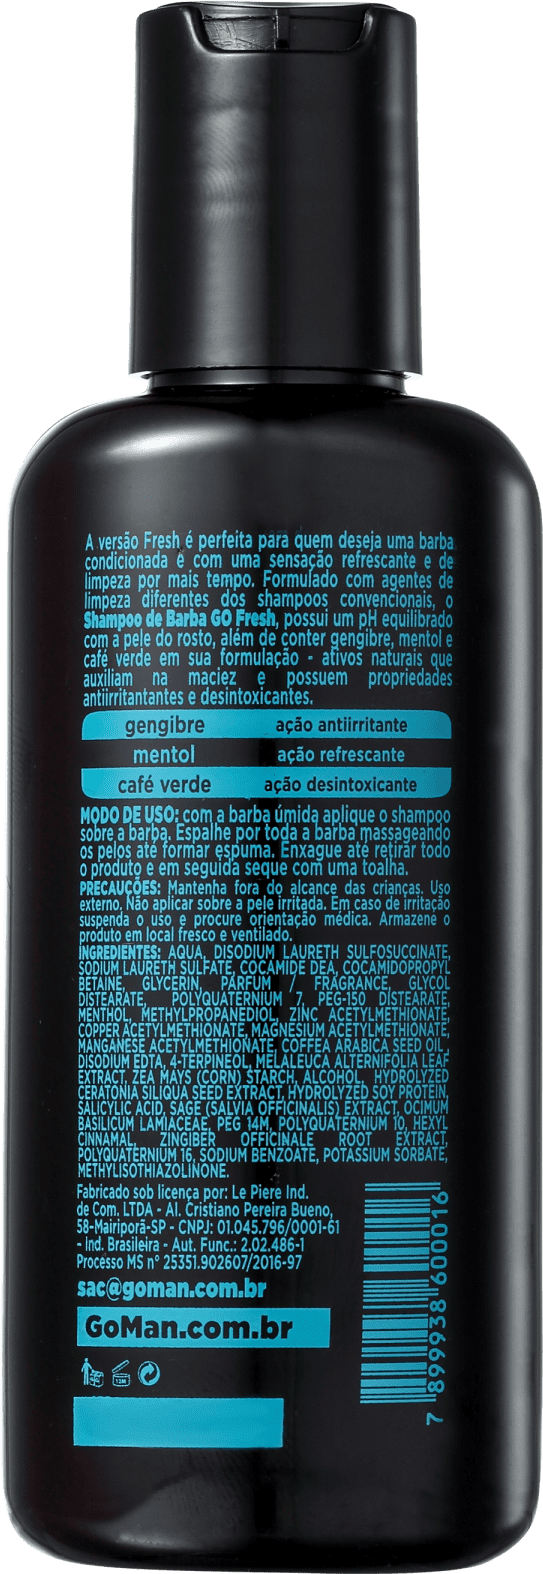 A versão Fresh é perfeita para quem deseja uma barba
condicionada e com uma sensação refrescante e de
limpeza por mais tempo. Formulado com agentes de
limpeza diferentes dos shampoos convencionais, o
Shampoo de Barba GO Fresh, possui um pH equilibrado
com a pele do rosto, além de conter gengibre, mentol e
café verde em sua formulação - ativos naturais que
auxiliam na maciez e possuem propriedades
antiirritantantes e desintoxicantes.
gengibre ação antiirritante
mentol ação refrescante
café verde ação desintoxicante
MODO DE USO: com a barba úmida aplique o shampoo
sobre a barba. Espalhe por toda a barba massageando
os pelos até formar espuma. Enxague até retirar todo
o produto e em seguida seque com uma toalha.
PRECAUÇÕES: Mantenha fora do alcance das crianças. Uso
externo. Não aplicar sobre a pele irritada. Em caso de irritação
suspenda o uso e procure orientação médica. Armazene o
produto em local fresco e ventilado.
INGREDIENTES: AQUA, DISODIUM LAURETH SULFOSUCCINATE,
SODIUM LAURETH SULFATE, COCAMIDE DEA, COCAMIDOPROPYL
BETAINE, GLYCERIN, PARFUM / FRAGRANCE, GLYCOL
DISTEARATE, POLYQUATERNIUM 7, PEG-150 DISTEARATE,
MENTHOL, METHYLPROPANEDIOL, ZINC ACETYLMETHIONATE,
COPPER ACETYLMETHIONATE, MAGNESIUM ACETYLMETHIONATE,
MANGANESE ACETYLMETHIONATE, COFFEA ARABICA SEED OIL,
DISODIUM EDTA, 4-TERPINEOL, MELALEUCA ALTERNIFOLIA LEAF
EXTRACT, ZEA MAYS (CORN) STARCH, ALCOHOL, HYDROLYZED
CERATONIA SILIQUA SEED EXTRACT, HYDROLYZED SOY PROTEIN,
SALICYLIC ACID, SAGE (SALVIA OFFICINALIS) EXTRACT, OCIMUM
BASILICUM LAMIACEAE, PEG 14M, POLYQUATERNIUM 10, HEXYL
CINNAMAL, ZINGIBER OFFICINALE ROOT EXTRACT,
POLYQUATERNIUM 16, SODIUM BENZOATE, POTASSIUM SORBATE,
METHYLISOTHIAZOLINONE.
Fabricado sob licença por: Le Piere Ind.
de Com. LTDA - Al. Cristiano Pereira Bueno,
58-Mairiporã-SP - CNPJ: 01.045.796/0001-61
- Ind. Brasileira - Aut. Func.: 2.02.486-1
Processo MS n° 25351.902607/2016-97
sac@goman.com.br
GoMan.com.br
12M
7 899938 600016